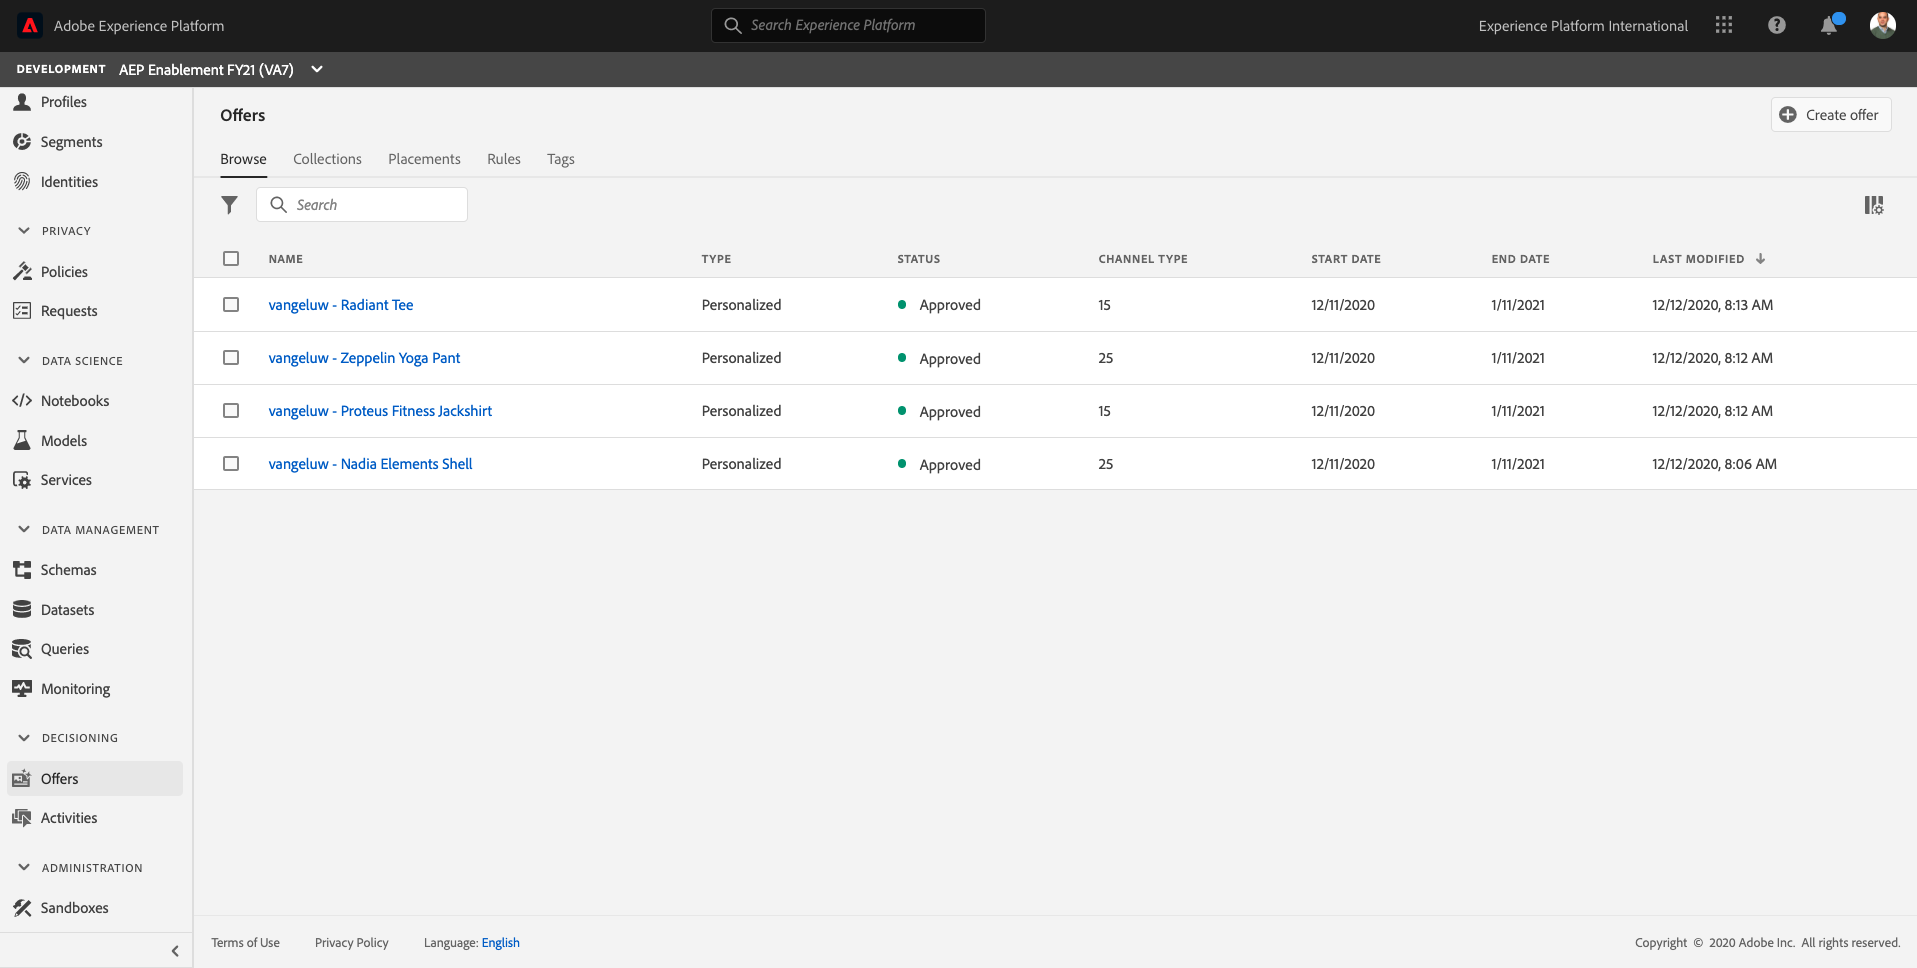 Adobe Experience Platform
Search Experience Platform
Experience Platform International
DEVELOPMENT AEP Enablement FY21 (VA7)
Profiles
Segments
Identities
PRIVACY
Policies
Requests
DATA SCIENCE
Notebooks
Models
Services
DATA MANAGEMENT
Schemas
Datasets
Queries
Monitoring
DECISIONING
Offers
Activities
ADMINISTRATION
Sandboxes
Offers
Create offer
Browse Collections Placements Rules Tags
Search
NAME TYPE STATUS CHANNEL TYPE START DATE END DATE LAST MODIFIED
vangeluw - Radiant Tee Personalized Approved 15 12/11/2020 1/11/2021 12/12/2020, 8:13 AM
vangeluw - Zeppelin Yoga Pant Personalized Approved 25 12/11/2020 1/11/2021 12/12/2020, 8:12 AM
vangeluw - Proteus Fitness Jackshirt Personalized Approved 15 12/11/2020 1/11/2021 12/12/2020, 8:12 AM
vangeluw - Nadia Elements Shell Personalized Approved 25 12/11/2020 1/11/2021 12/12/2020, 8:06 AM
Terms of Use Privacy Policy Language: English
Copyright © 2020 Adobe Inc. All rights reserved.